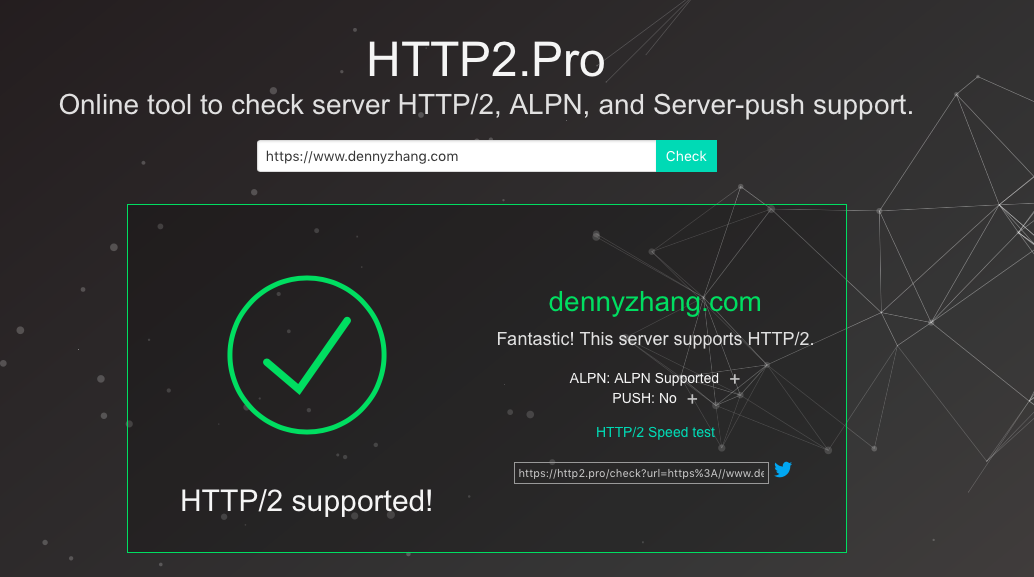 HTTP2.Pro
Online tool to check server HTTP/2, ALPN, and Server-push support.
https://www.dennyzhang.com
Check
dennyzhang.com
Fantastic! This server supports HTTP/2.
ALPN: ALPN Supported +
PUSH: No +
HTTP/2 Speed test
https://http2.pro/check?url=https%3A//www.de
HTTP/2 supported!